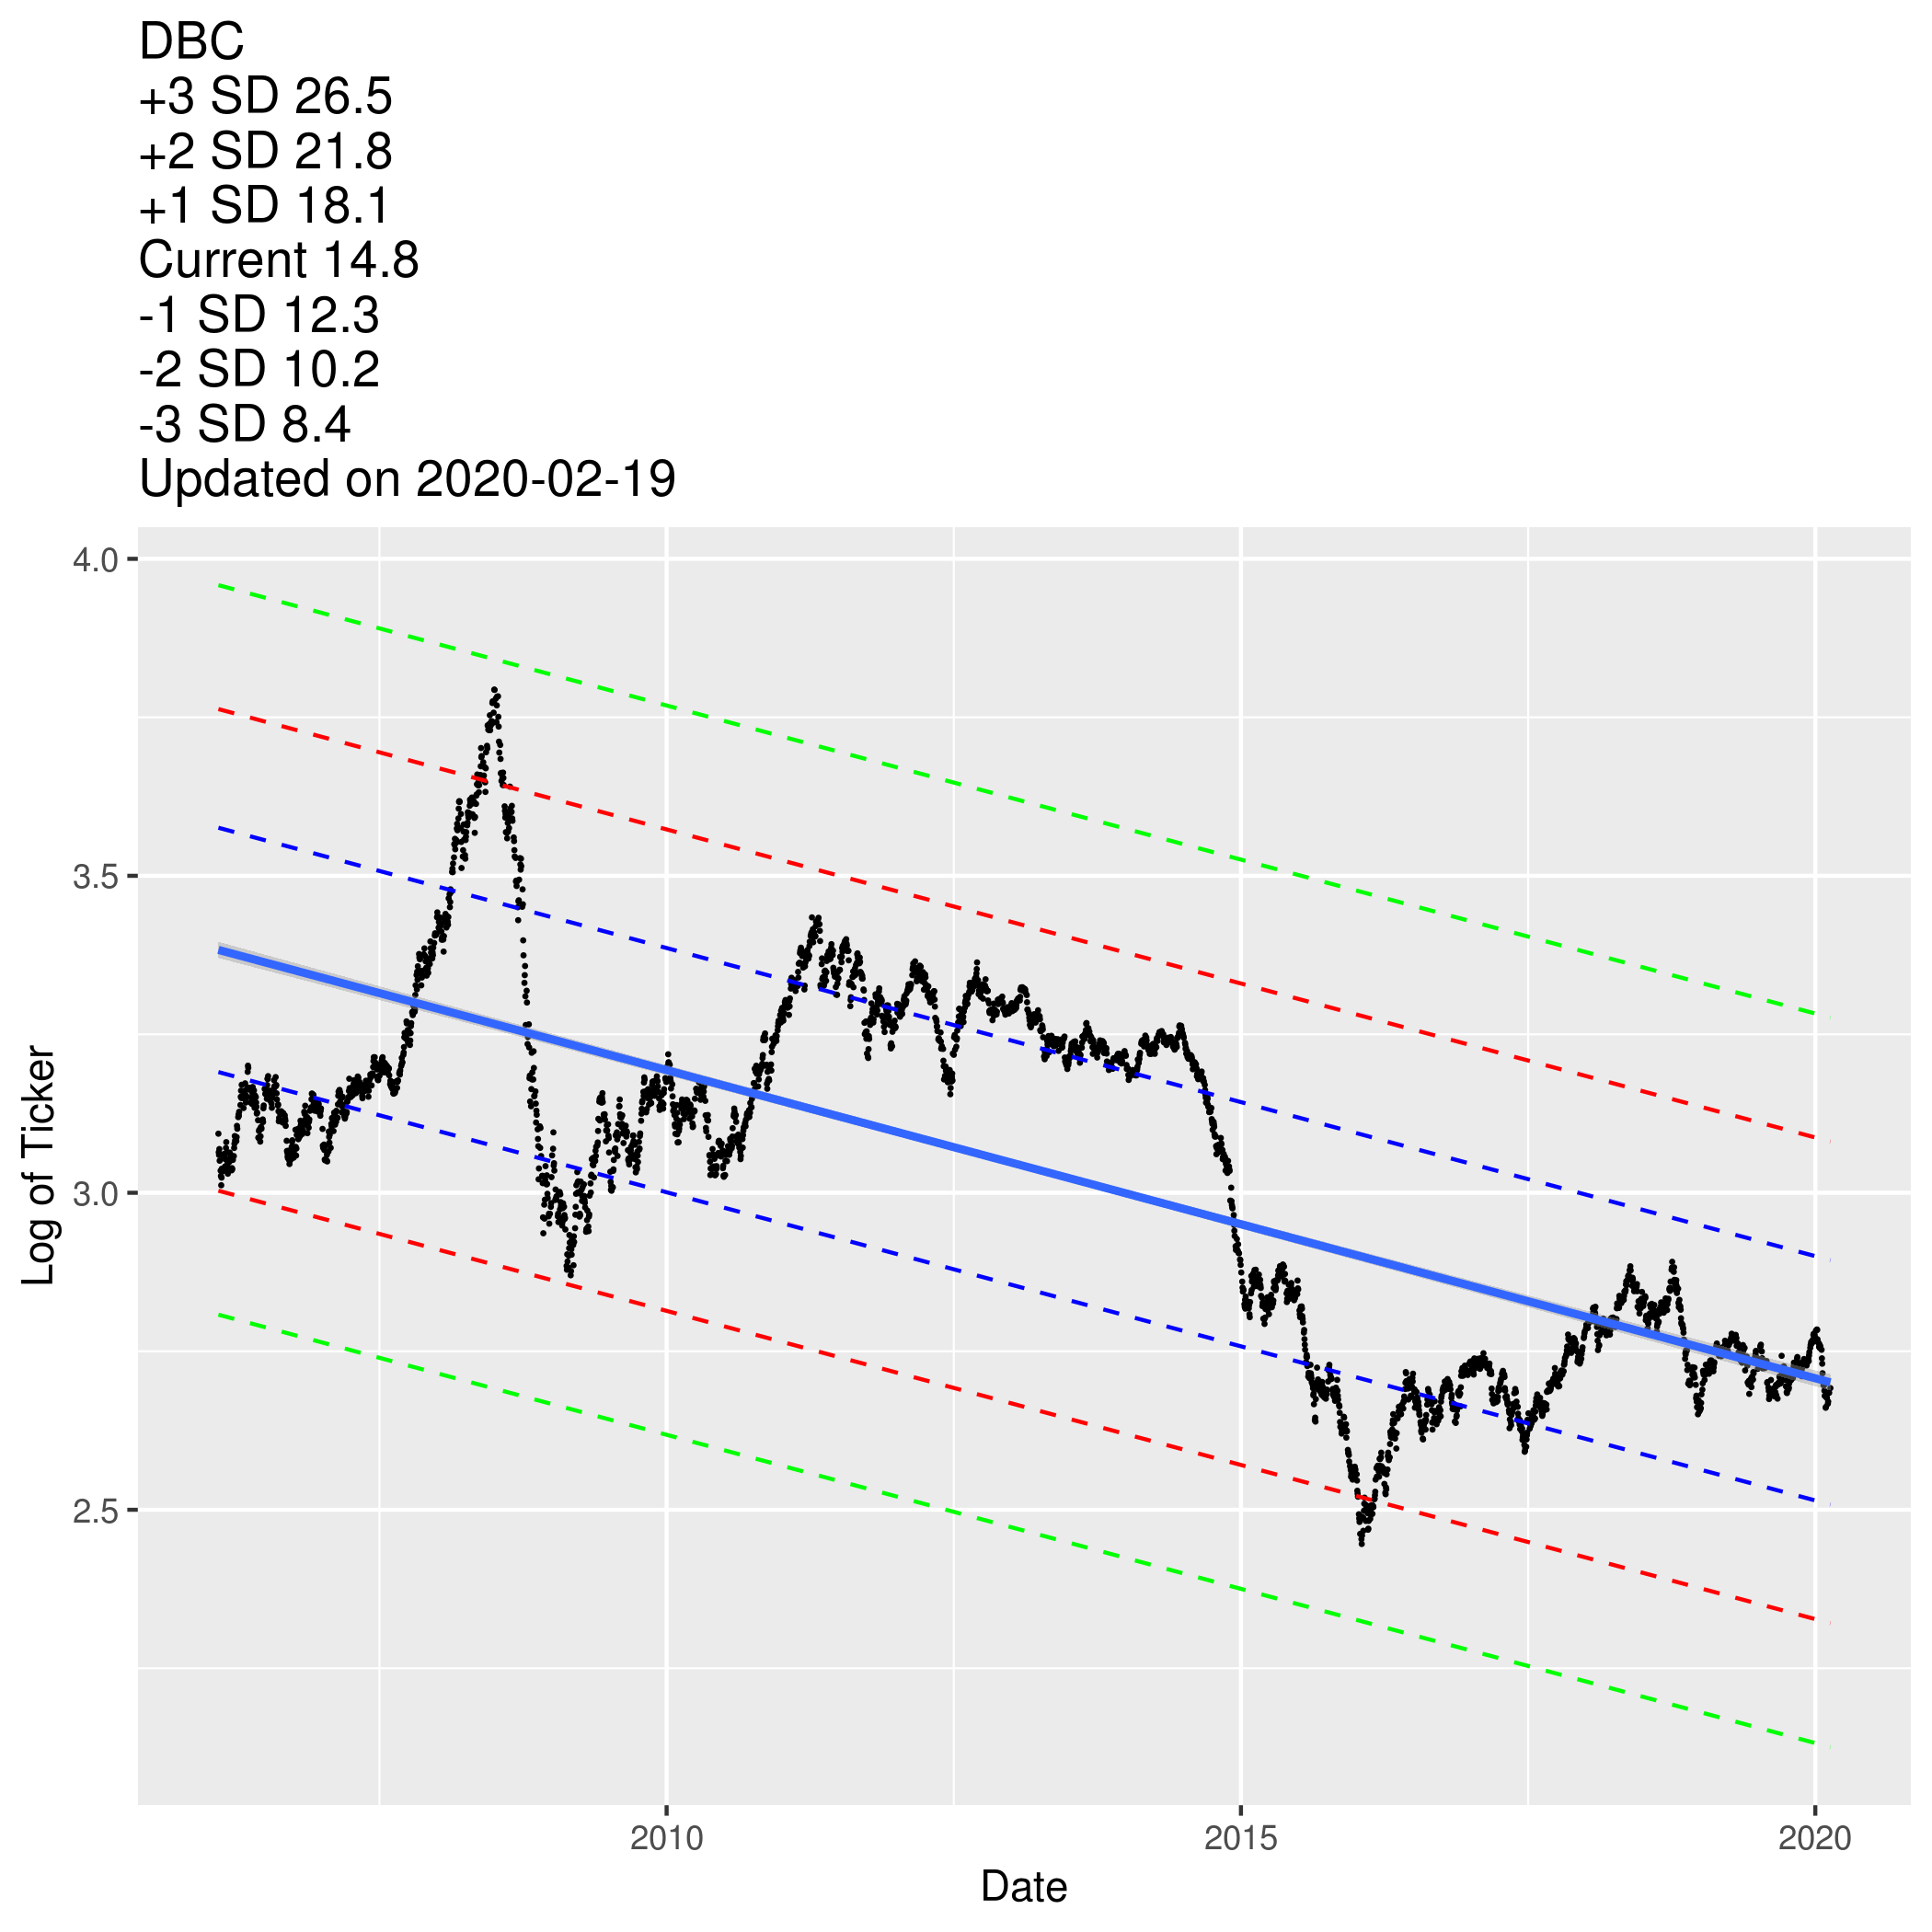 DBC
+3 SD 26.5
+2 SD 21.8
+1 SD 18.1
Current 14.8
-1 SD 12.3
-2 SD 10.2
-3 SD 8.4
Updated on 2020-02-19
4.0
3.5
3.0
2.5
Log of Ticker
2010
2015
2020
Date